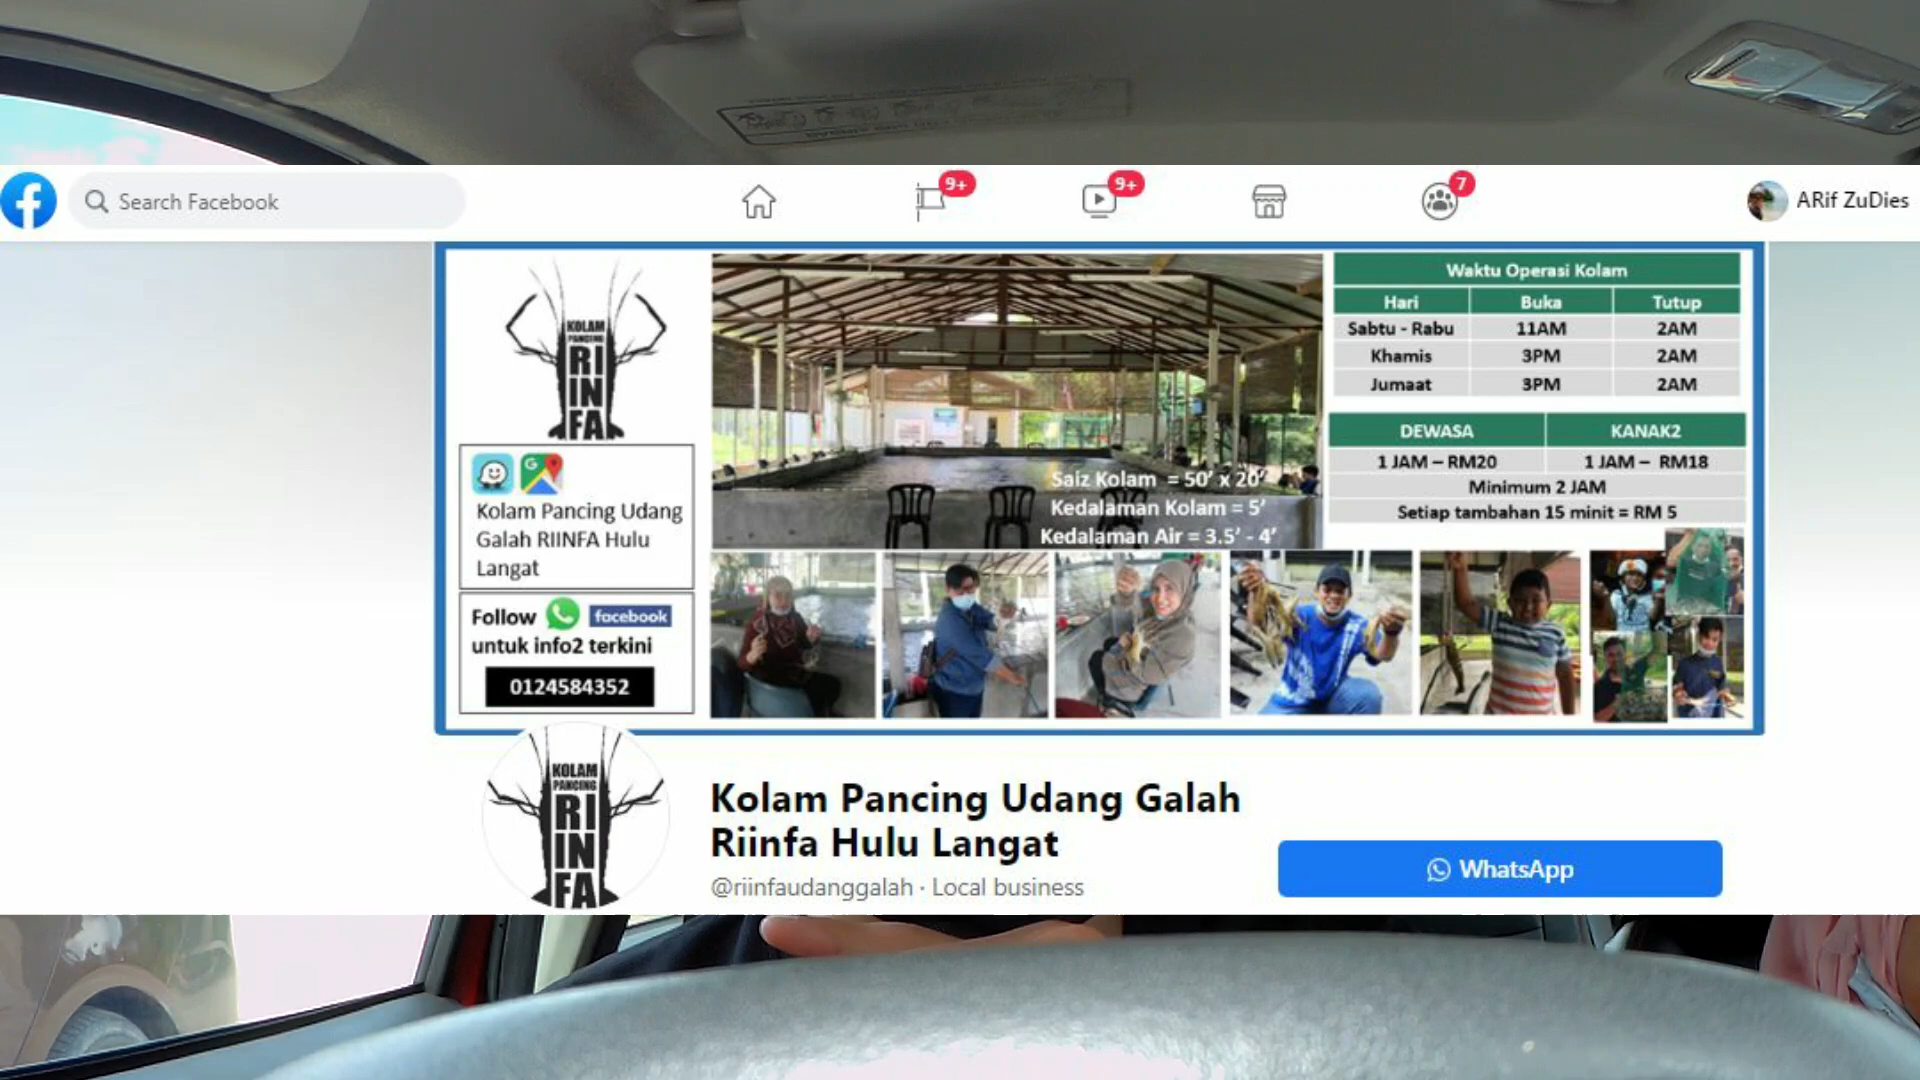 Search Facebook
9+
9+
7
ARif ZuDies
KOLAM
PANCING
RI
IN
FA
Kolam Pancing Udang
Galah RIINFA Hulu
Langat
Follow facebook
untuk info2 terkini
0124584352
Saiz Kolam = 50' x 20'
Kedalaman Kolam = 5'
Kedalaman Air = 3.5' - 4'
Waktu Operasi Kolam
Hari Buka Tutup
Sabtu - Rabu 11AM 2AM
Khamis 3PM 2AM
Jumaat 3PM 2AM
DEWASA KANAK2
1 JAM – RM20 1 JAM – RM18
Minimum 2 JAM
Setiap tambahan 15 minit = RM 5
KOLAM
PANCING
RI
IN
FA
Kolam Pancing Udang Galah
Riinfa Hulu Langat
@riinfaudanggalah · Local business
WhatsApp